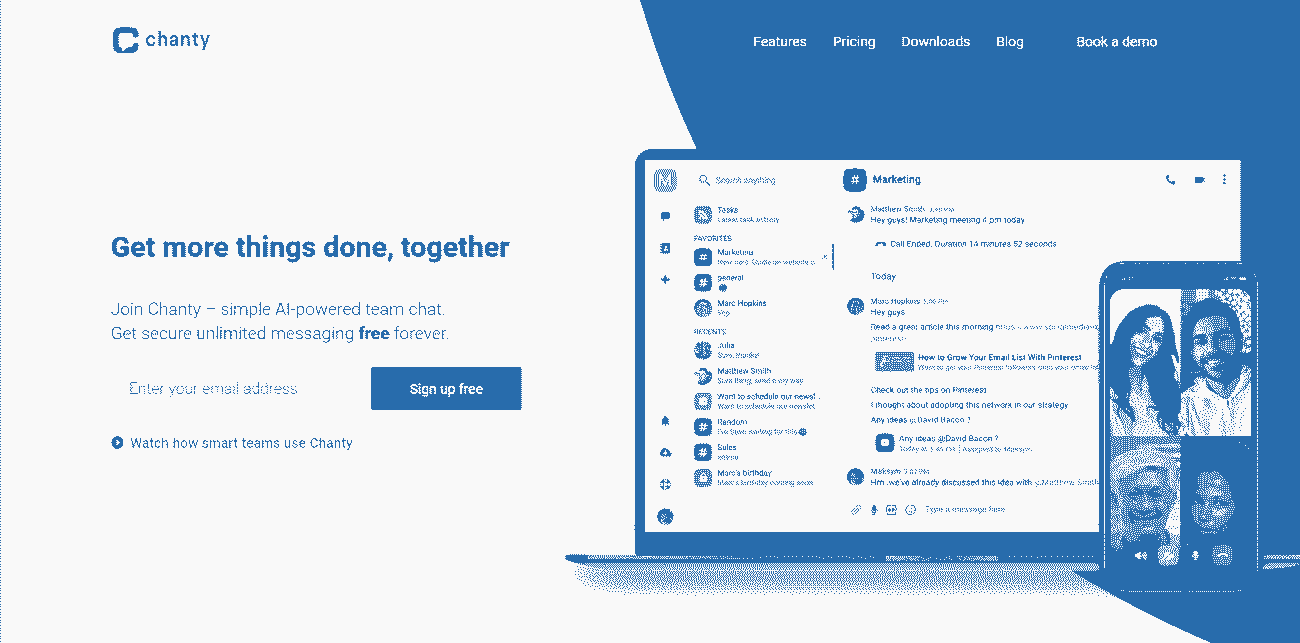 chanty
Features
Pricing
Downloads
Blog
Book a demo
Get more things done, together
Join Chanty – simple AI-powered team chat.
Get secure unlimited messaging free forever.
Enter your email address
Sign up free
Watch how smart teams use Chanty
Search anything
Tasks
FAVORITES
Marketing
general
Marc Hopkins
Yep
RECENTS
Julia
Matthew Smith
Want to schedule our news!
Random
Sales
Marc's birthday
# Marketing
Matthew Smith
Hey guys! Marketing meeting 4 pm today
Call Ended. Duration 14 minutes 52 seconds
Today
Marc Hopkins
Hey guys
Read a great article this morning
How to Grow Your Email List With Pinterest
Check out the tips on Pinterest
I thought about adopting this network in our strategy
Any ideas @David Bacon ?
Any ideas @David Bacon ?
Maksym
Hm we've already discussed this idea with @Matthew Smith
Type a message here